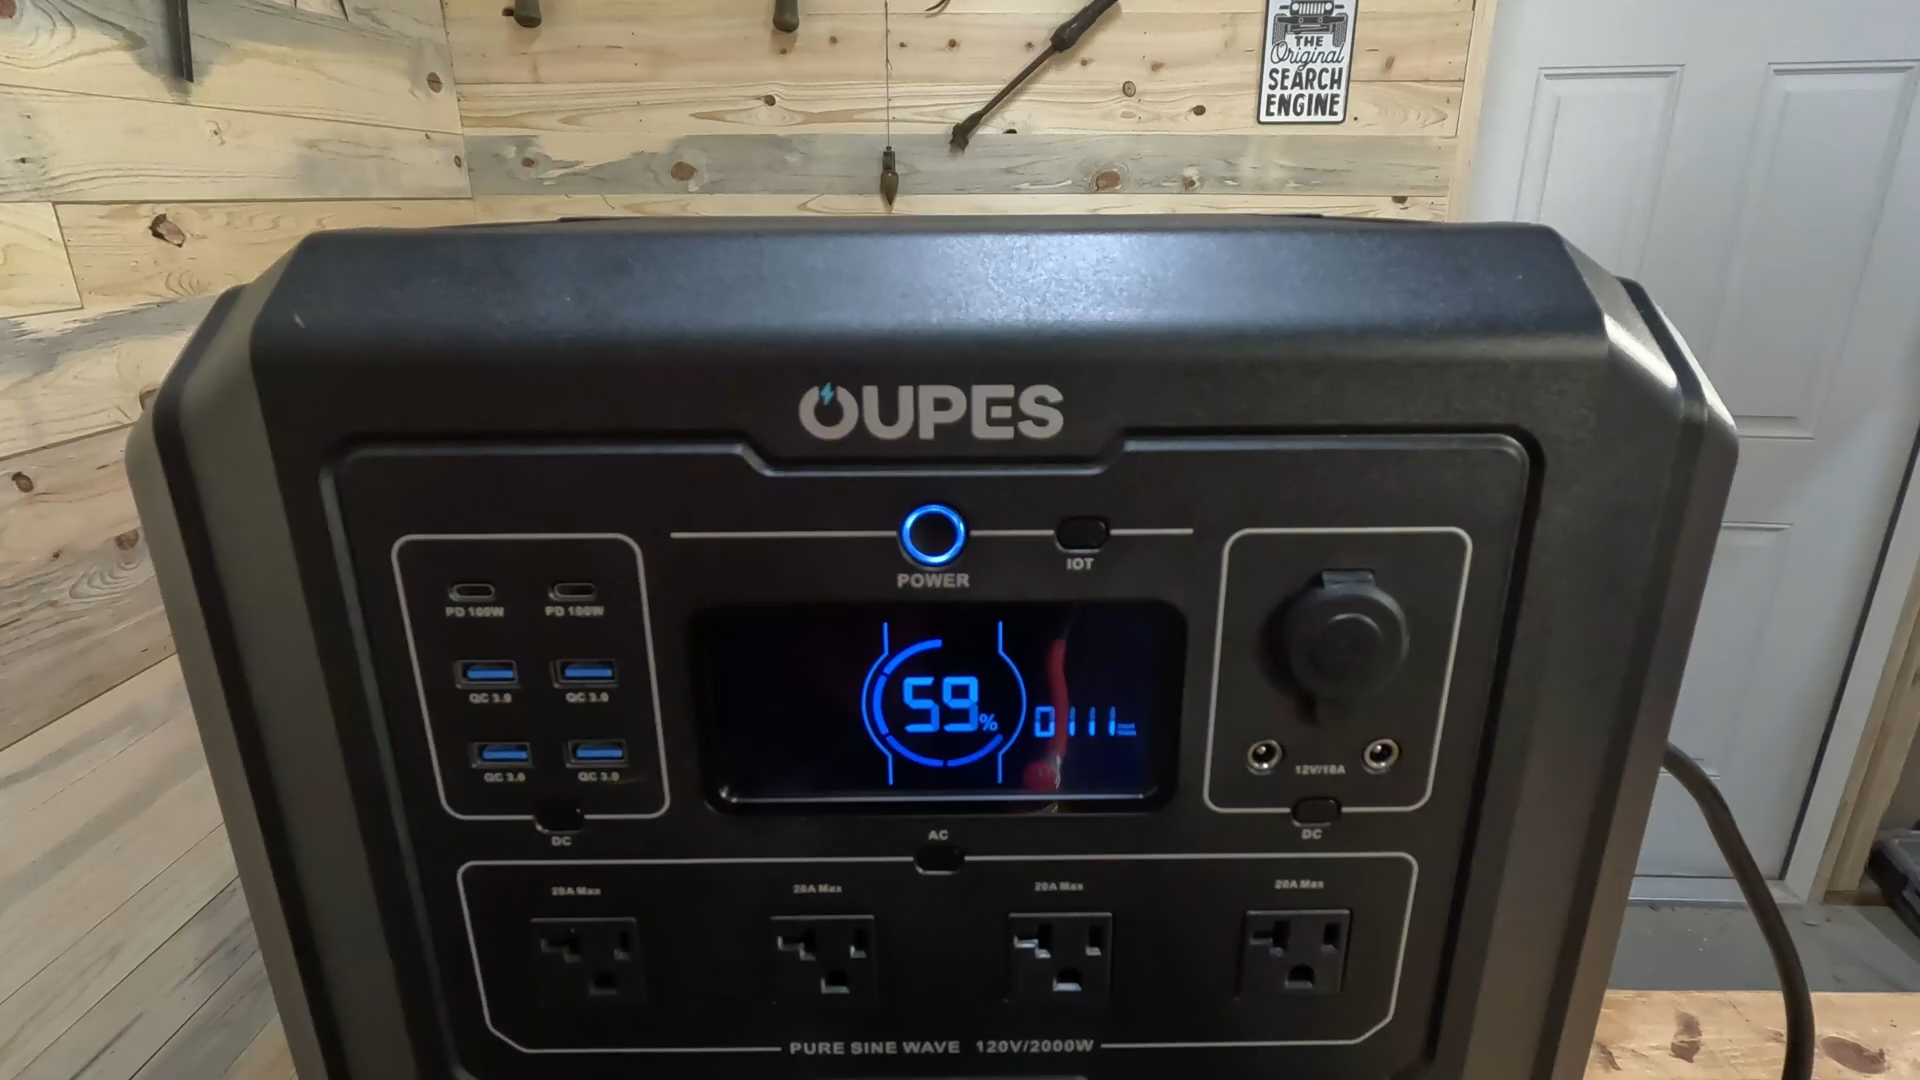 THE
Original
SEARCH
ENGINE
OUPES
POWER
IOT
PD 100W
PD 100W
QC 3.0
QC 3.0
QC 3.0
QC 3.0
DC
59%
0111
12V/10A
DC
AC
20A Max
20A Max
20A Max
20A Max
PURE SINE WAVE 120V/2000W